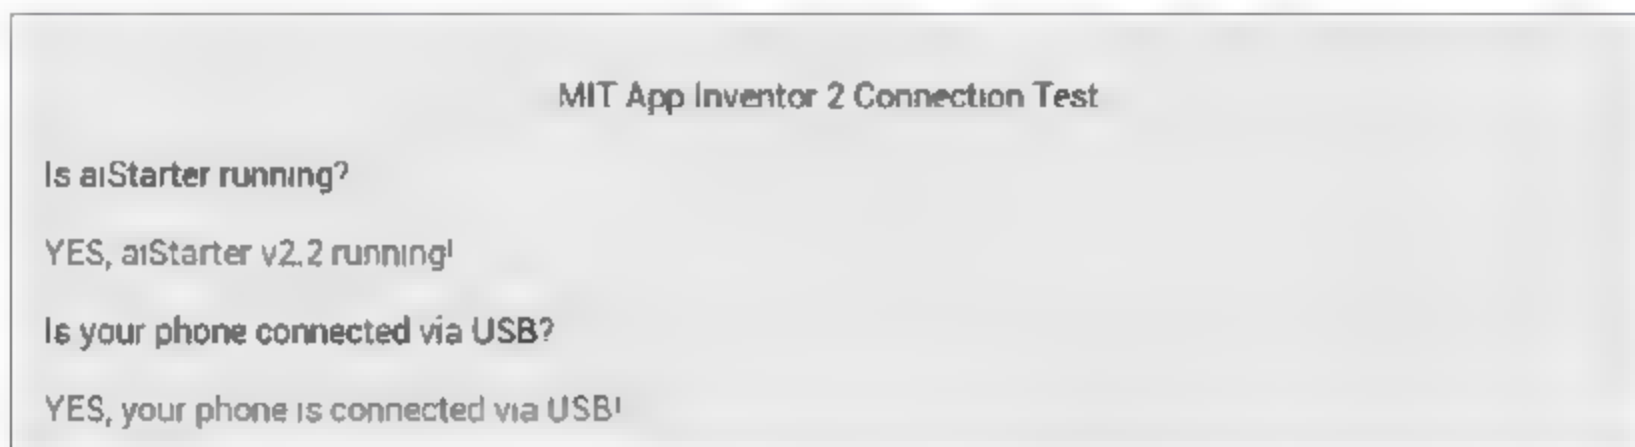 MIT App Inventor 2 Connection Test
Is aiStarter running?
YES, aiStarter v2.2 running!
Is your phone connected via USB?
YES, your phone is connected via USB!